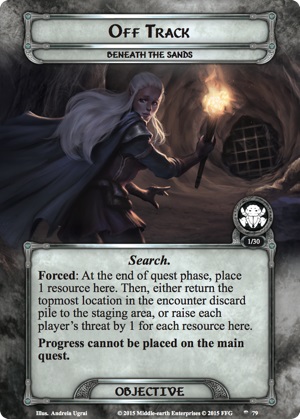 Off Track
Beneath the Sands
1/30
Search.
Forced: At the end of quest phase, place
1 resource here. Then, either return the
topmost location in the encounter discard
pile to the staging area, or raise each
player's threat by 1 for each resource here.
Progress cannot be placed on the main
quest.
Objective
Illus. Andreia Ugrai
©2015 Middle-earth Enterprises ©2015 FFG
79